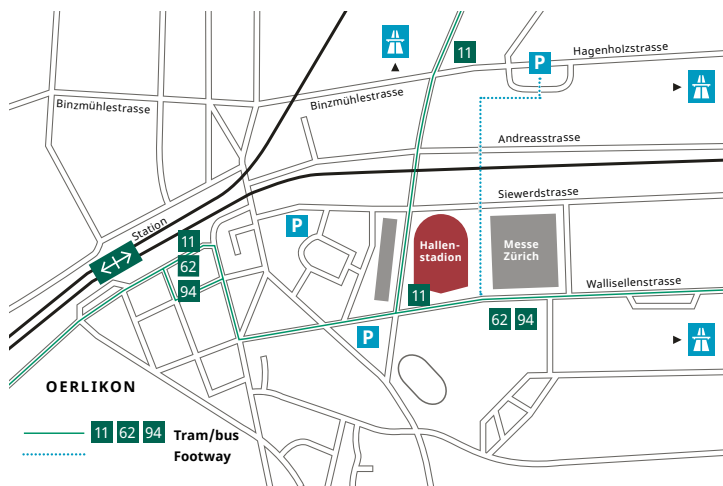 11
Hagenholzstrasse
P
Binzmühlestrasse
Binzmühlestrasse
Andreasstrasse
Siewerdstrasse
Station
P
11
62
94
Hallen-
stadion
Messe
Zürich
Wallisellenstrasse
11
62 94
P
OERLIKON
11 62 94 Tram/bus
Footway